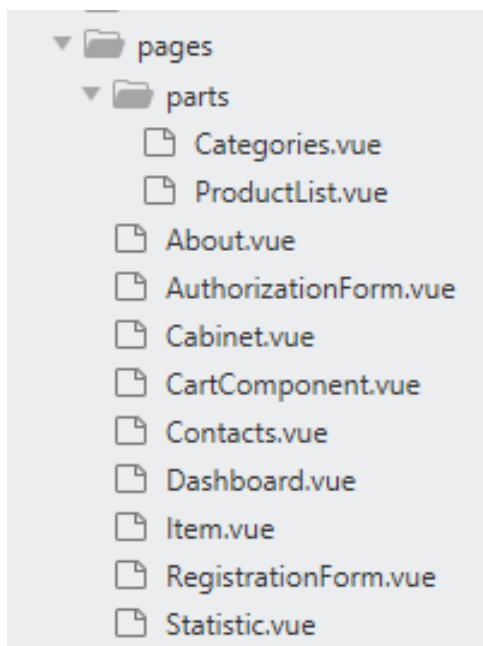 pages
parts
Categories.vue
ProductList.vue
About.vue
AuthorizationForm.vue
Cabinet.vue
CartComponent.vue
Contacts.vue
Dashboard.vue
Item.vue
RegistrationForm.vue
Statistic.vue